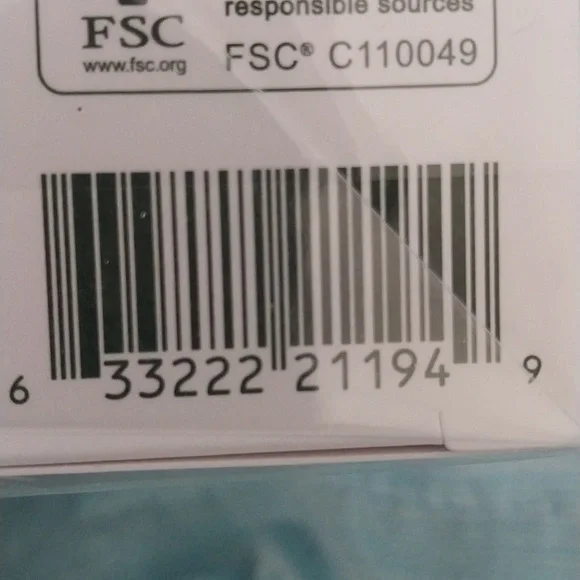 responsible sources
FSC
www.fsc.org
FSC® C110049
6 33222 21194 9